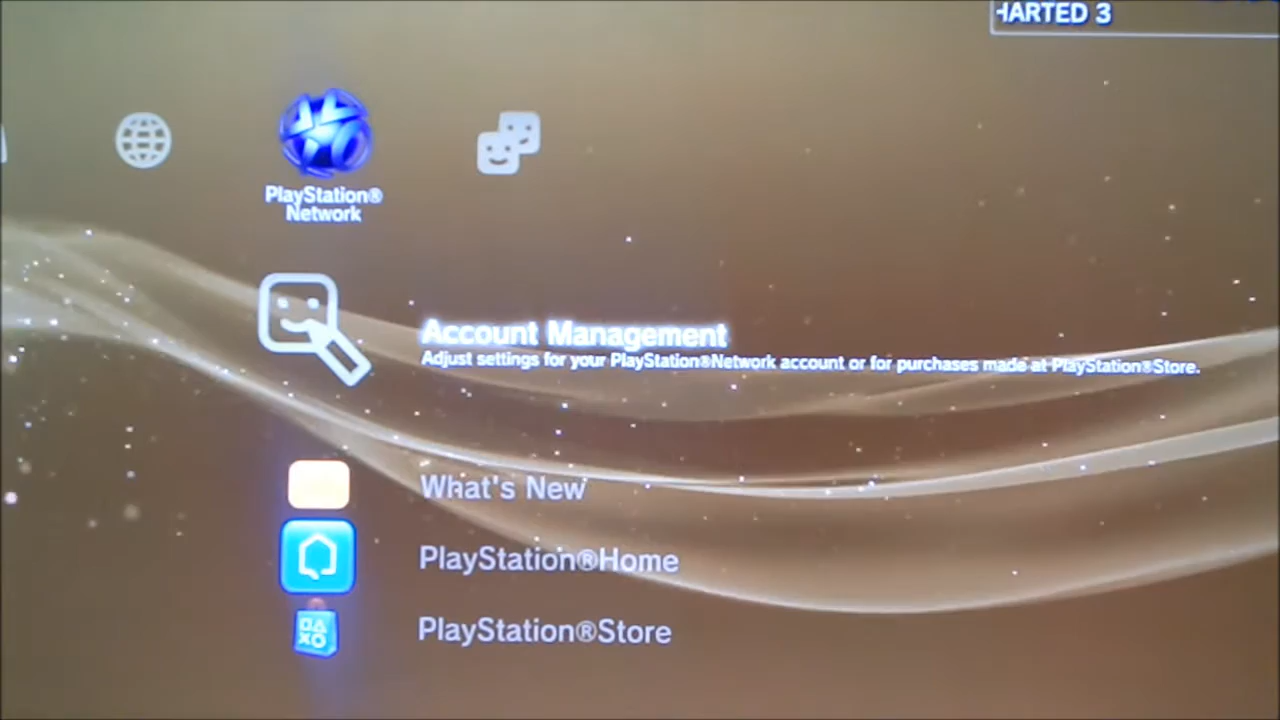 HARTED 3
PlayStation®
Network
Account Management
Adjust settings for your PlayStation®Network account or for purchases made at PlayStation®Store.
What's New
PlayStation®Home
PlayStation®Store